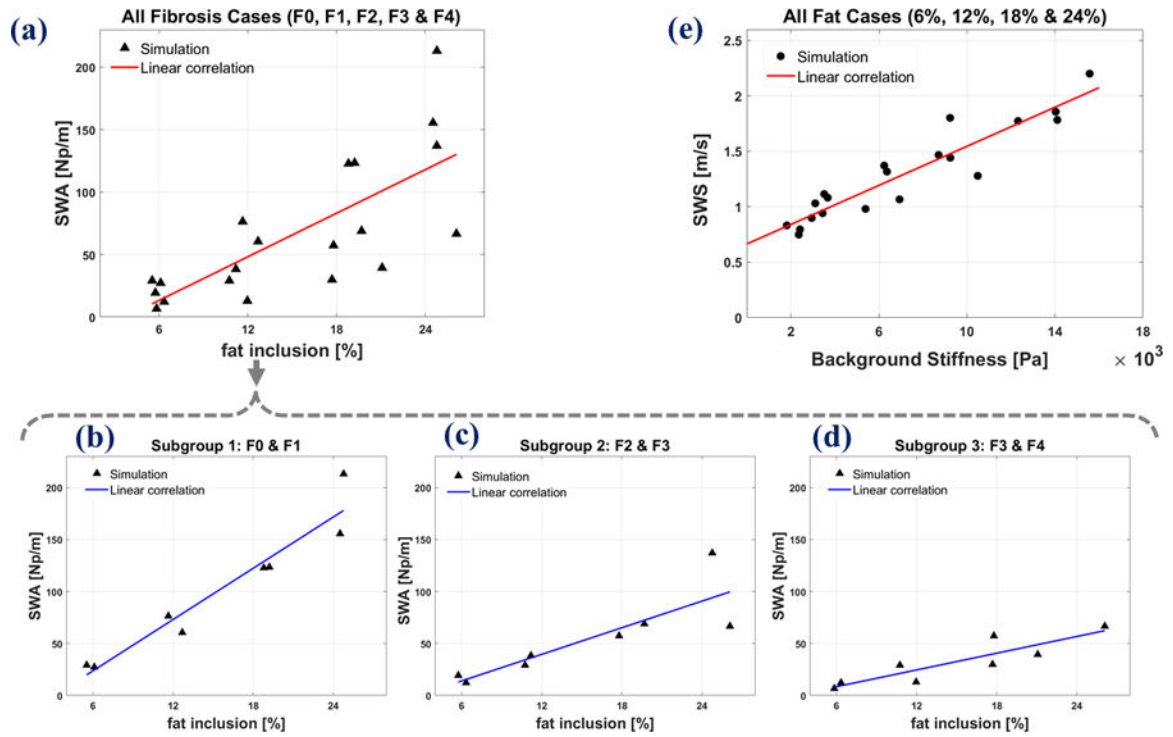 All Fibrosis Cases (F0, F1, F2, F3 & F4)
(a)
Simulation
Linear correlation
SWA [Np/m]
200
150
100
50
0
6 12 18 24
fat inclusion [%]
All Fat Cases (6%, 12%, 18% & 24%)
(e)
Simulation
Linear correlation
SWS [m/s]
2.5
2
1.5
1
0.5
0
2 6 10 14 18
Background Stiffness [Pa] × 10³
(b)
Subgroup 1: F0 & F1
Simulation
Linear correlation
SWA [Np/m]
200
150
100
50
0
6 12 18 24
fat inclusion [%]
(c)
Subgroup 2: F2 & F3
Simulation
Linear correlation
SWA [Np/m]
200
150
100
50
0
6 12 18 24
fat inclusion [%]
(d)
Subgroup 3: F3 & F4
Simulation
Linear correlation
SWA [Np/m]
200
150
100
50
0
6 12 18 24
fat inclusion [%]